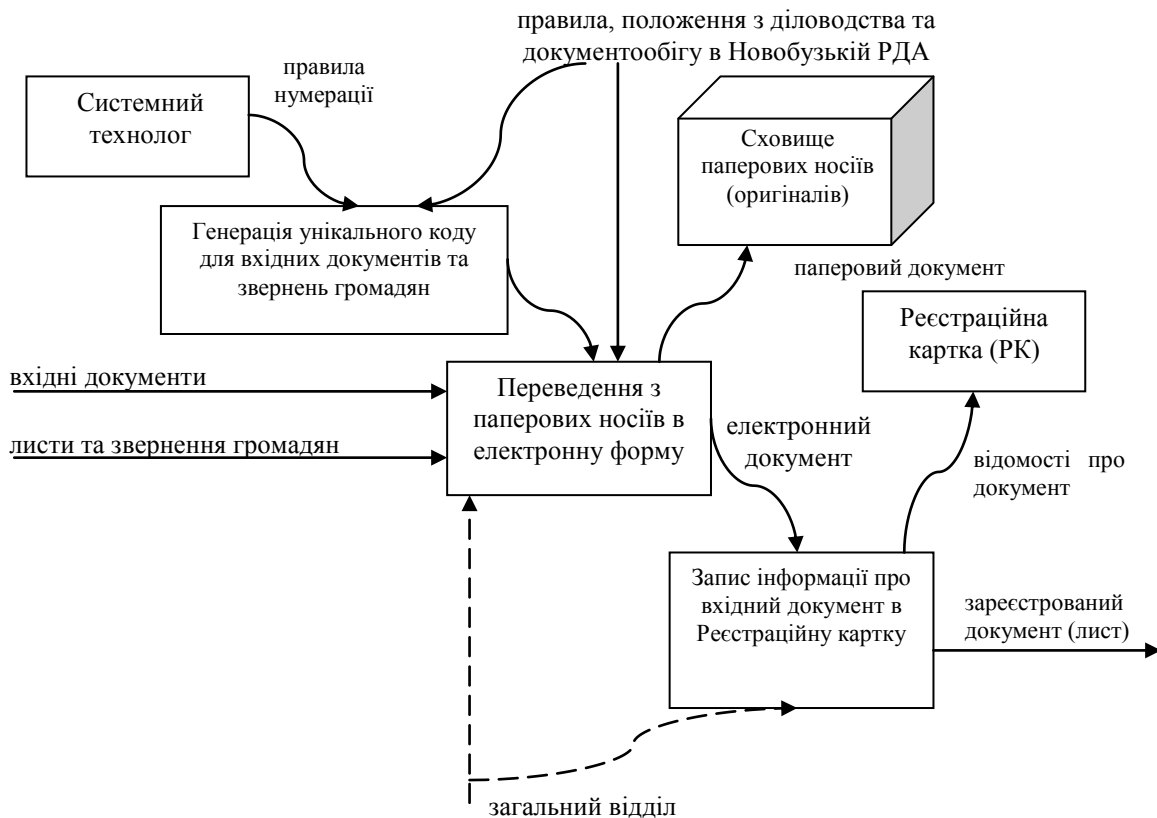 правила, положення з діловодства та
документообігу в Новобузькій РДА
правила
нумерації
Системний
технолог
Сховище
паперових носіїв
(оригіналів)
Генерація унікального коду
для вхідних документів та
звернень громадян
паперовий документ
Реєстраційна
картка (РК)
вхідні документи
листи та звернення громадян
Переведення з
паперових носіїв в
електронну форму
електронний
документ
відомості про
документ
Запис інформації про
вхідний документ в
Реєстраційну картку
зареєстрований
документ (лист)
загальний відділ